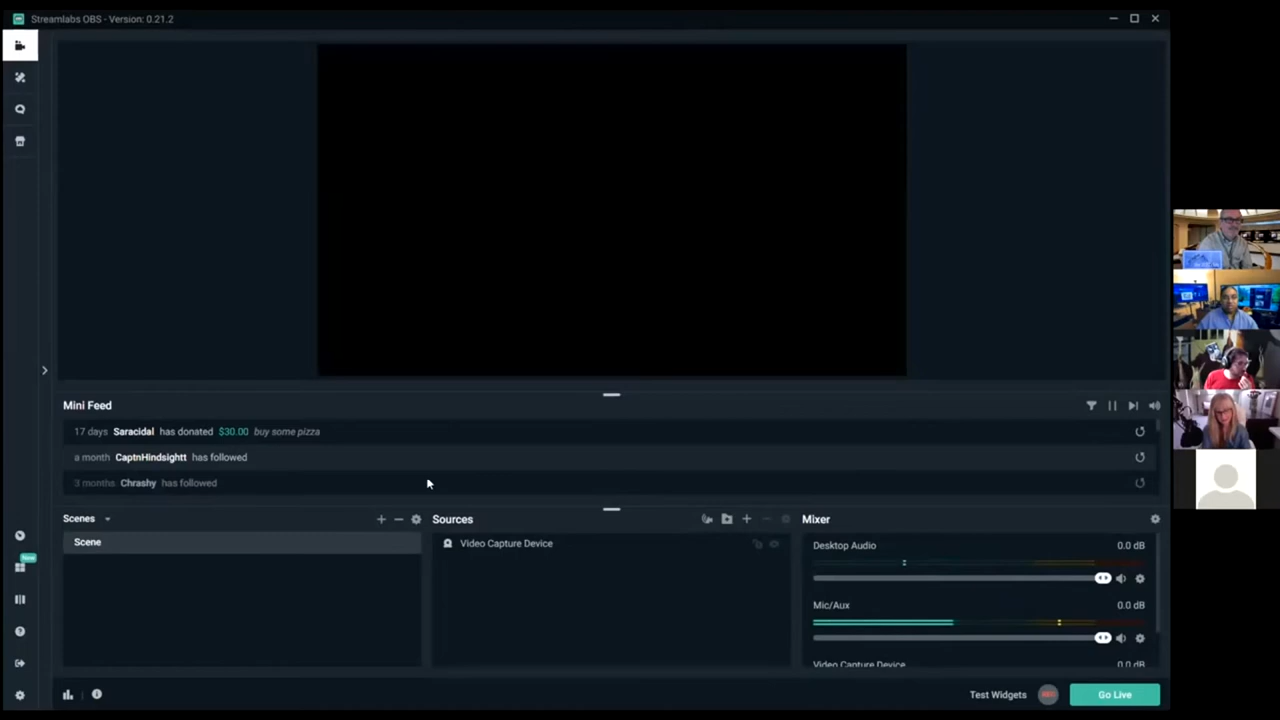 Streamlabs OBS - Version: 0.21.2
Mini Feed
17 days Saracidal has donated $30.00 buy some pizza
a month CaptnHindsightt has followed
3 months Chrashy has followed
Scenes
Sources
Mixer
Scene
Video Capture Device
Desktop Audio 0.0 dB
Mic/Aux 0.0 dB
Video Capture Device 0.0 dB
New
Test Widgets
REC
Go Live